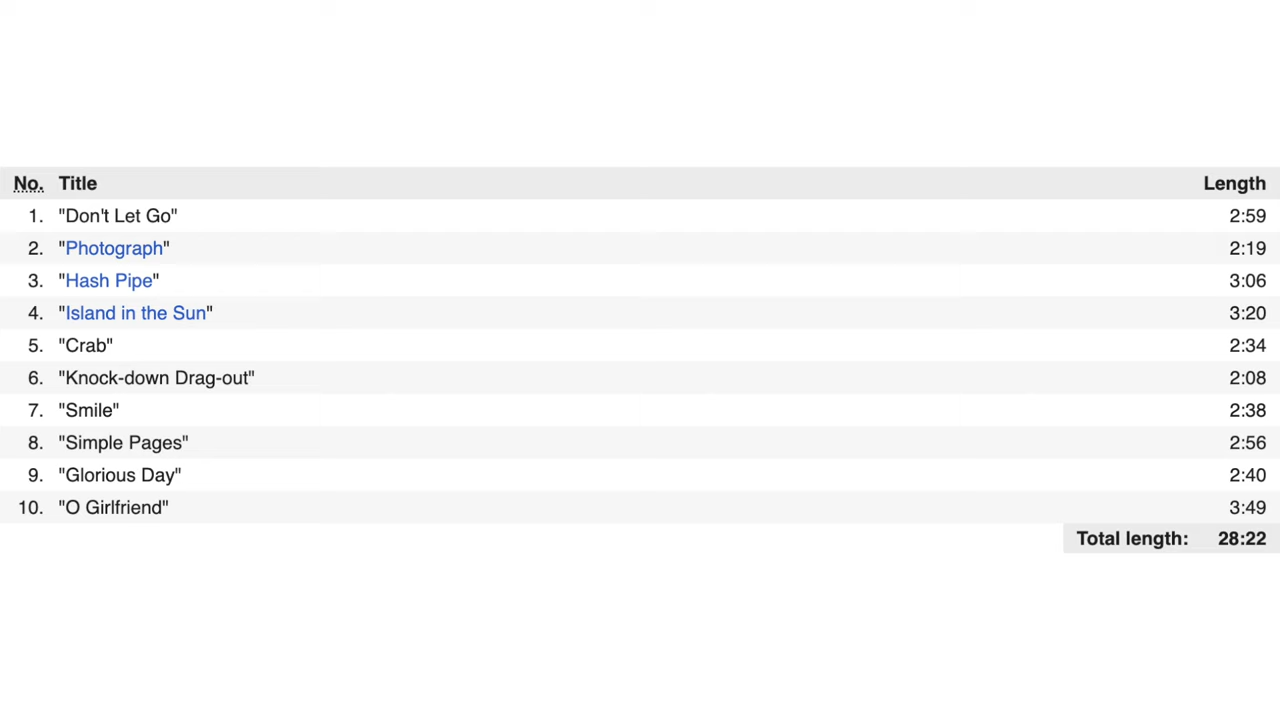 No. Title Length
1. "Don't Let Go" 2:59
2. "Photograph" 2:19
3. "Hash Pipe" 3:06
4. "Island in the Sun" 3:20
5. "Crab" 2:34
6. "Knock-down Drag-out" 2:08
7. "Smile" 2:38
8. "Simple Pages" 2:56
9. "Glorious Day" 2:40
10. "O Girlfriend" 3:49
Total length: 28:22